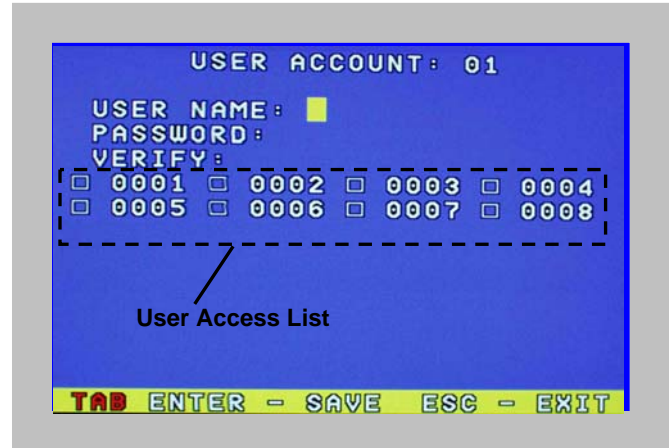 USER ACCOUNT: 01
USER NAME:
PASSWORD:
VERIFY:
0001 0002 0003 0004
0005 0006 0007 0008
User Access List
TAB ENTER - SAVE ESC - EXIT